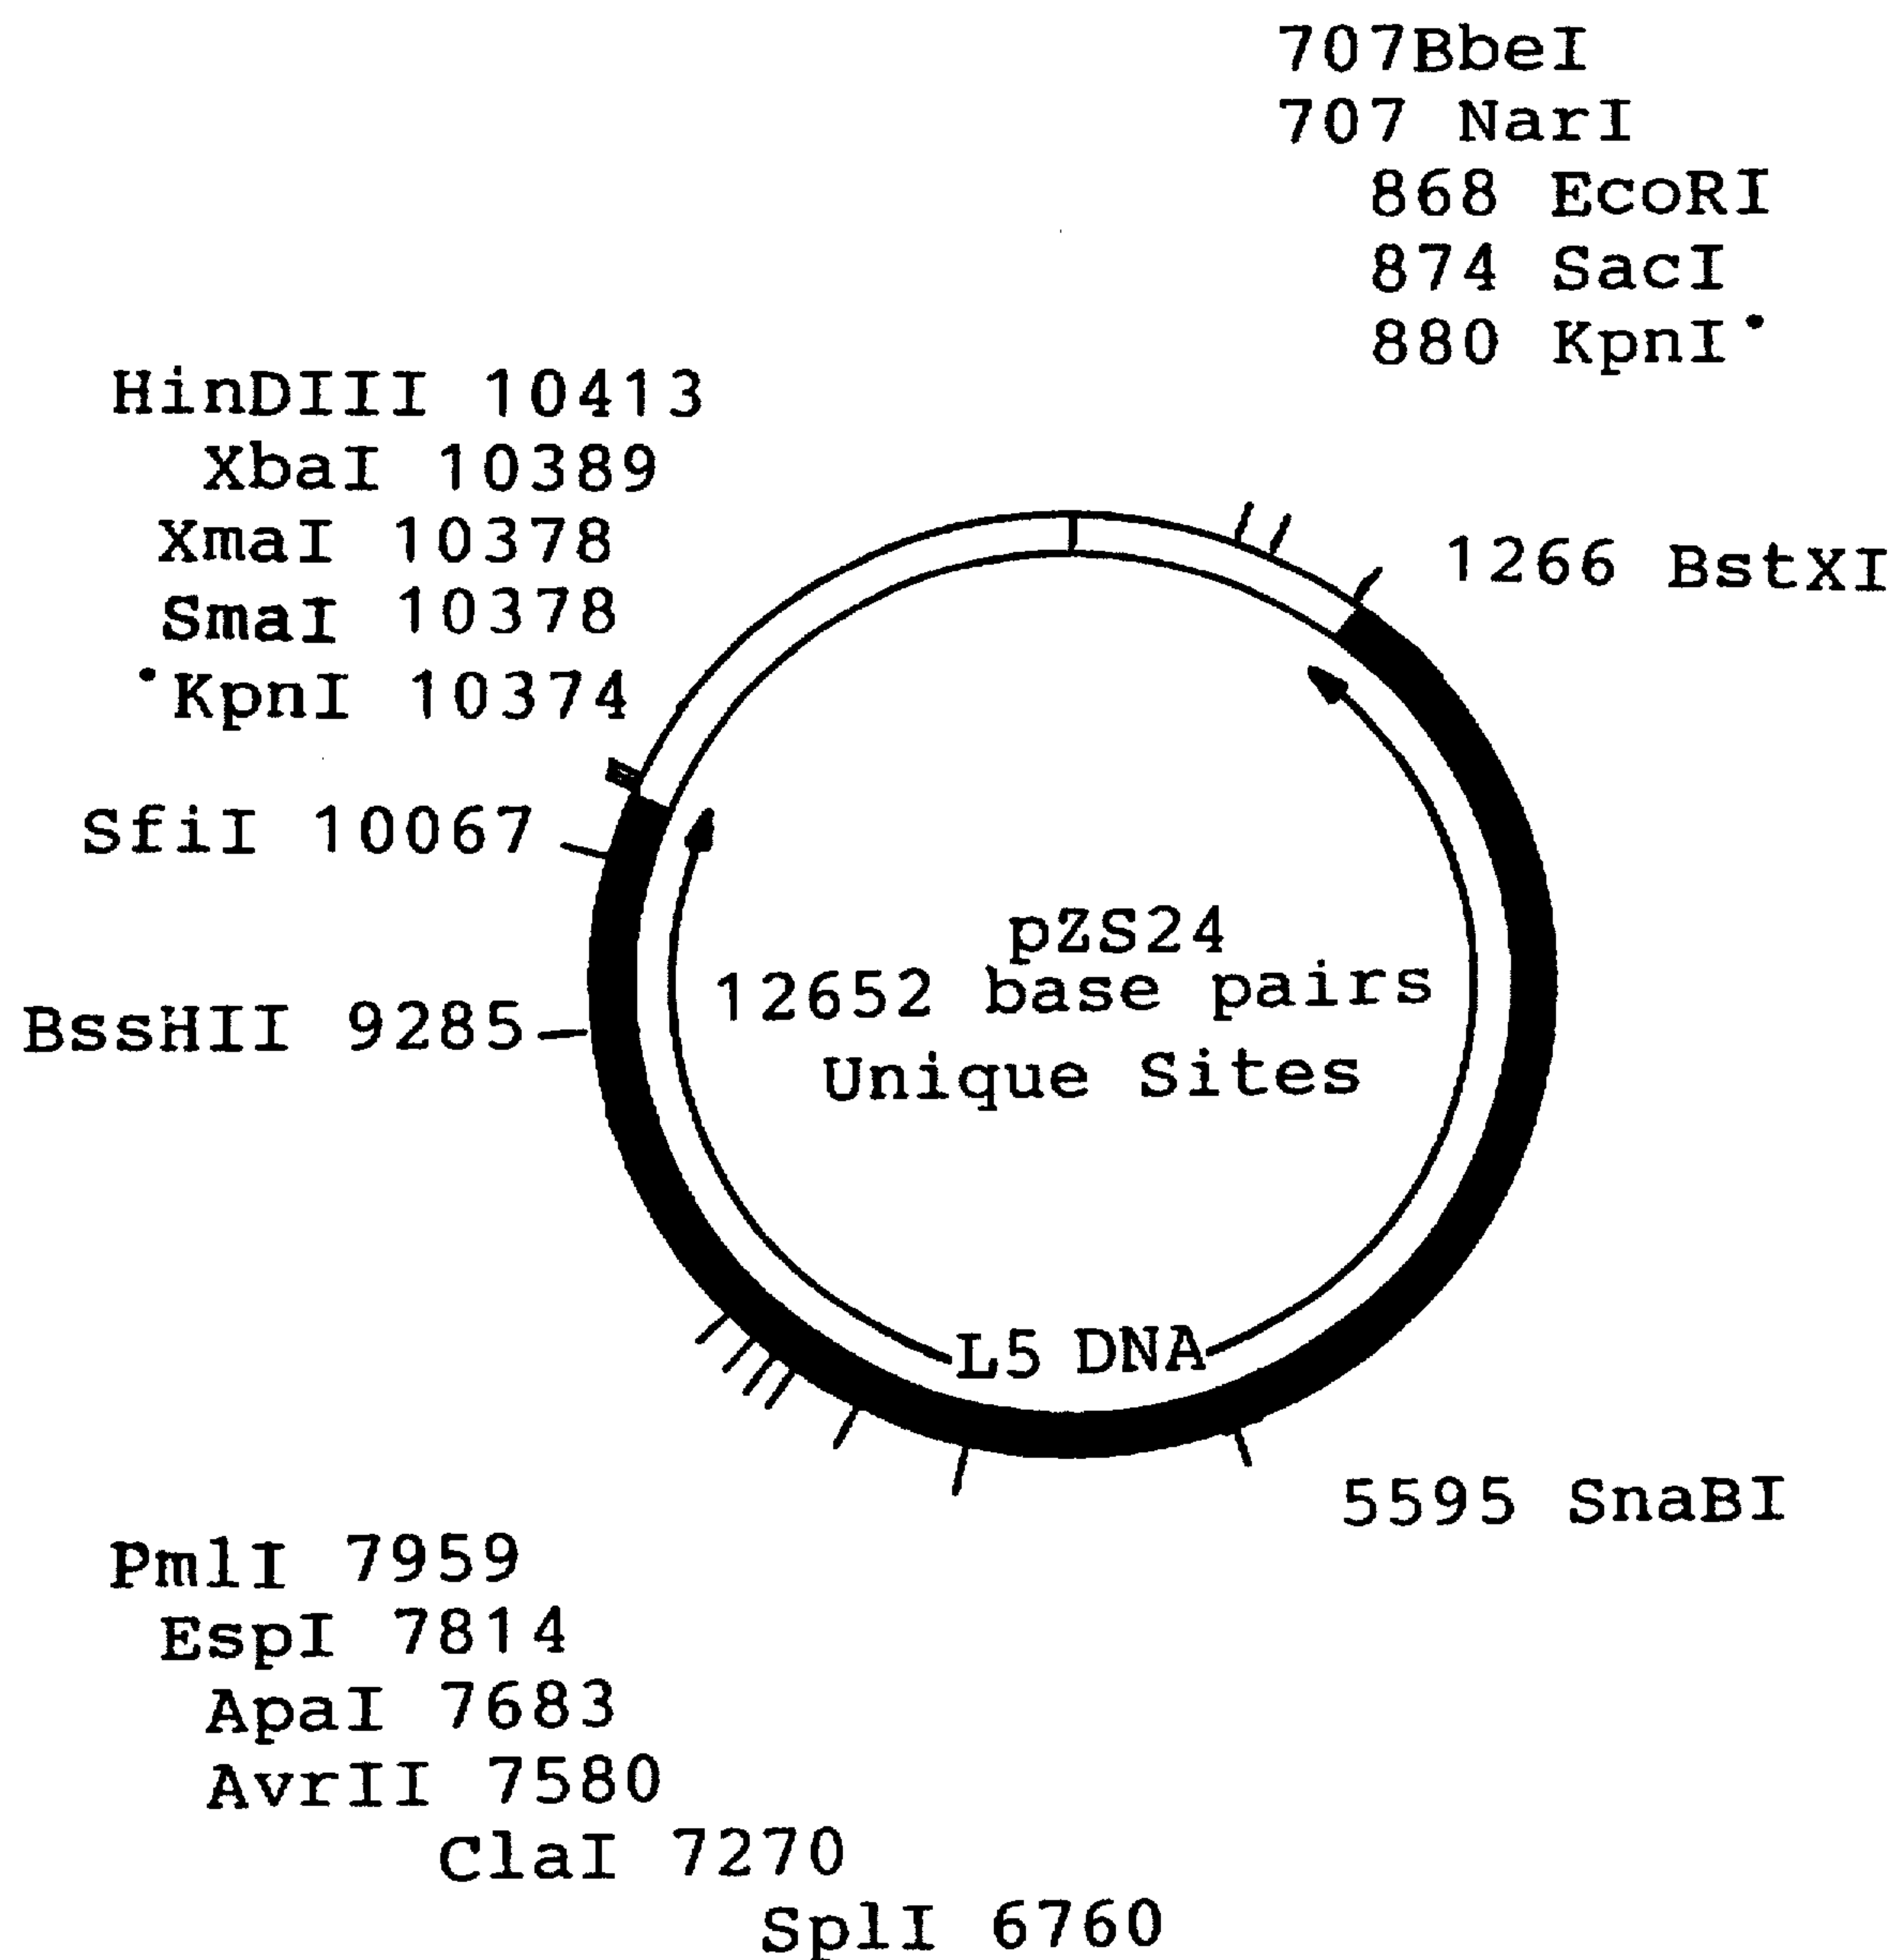 707BbeI
707 NarI
868 EcoRI
874 SacI
880 KpnI•
HinDIII 10413
XbaI 10389
XmaI 10378
SmaI 10378
•KpnI 10374
1266 BstXI
SfiI 10067
pZS24
12652 base pairs
BssHII 9285
Unique Sites
L5 DNA
5595 SnaBI
PmlI 7959
EspI 7814
ApaI 7683
AvrII 7580
ClaI 7270
SplI 6760